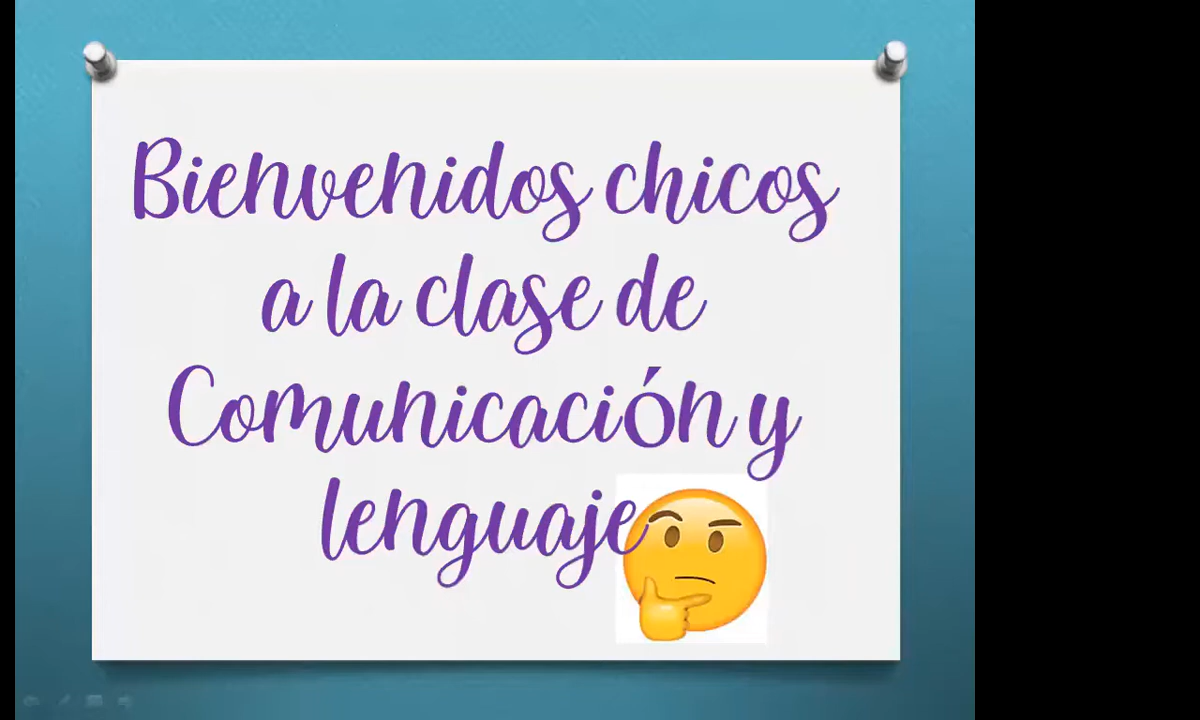 Bienvenidos chicos
a la clase de
Comunicación y
lenguaje